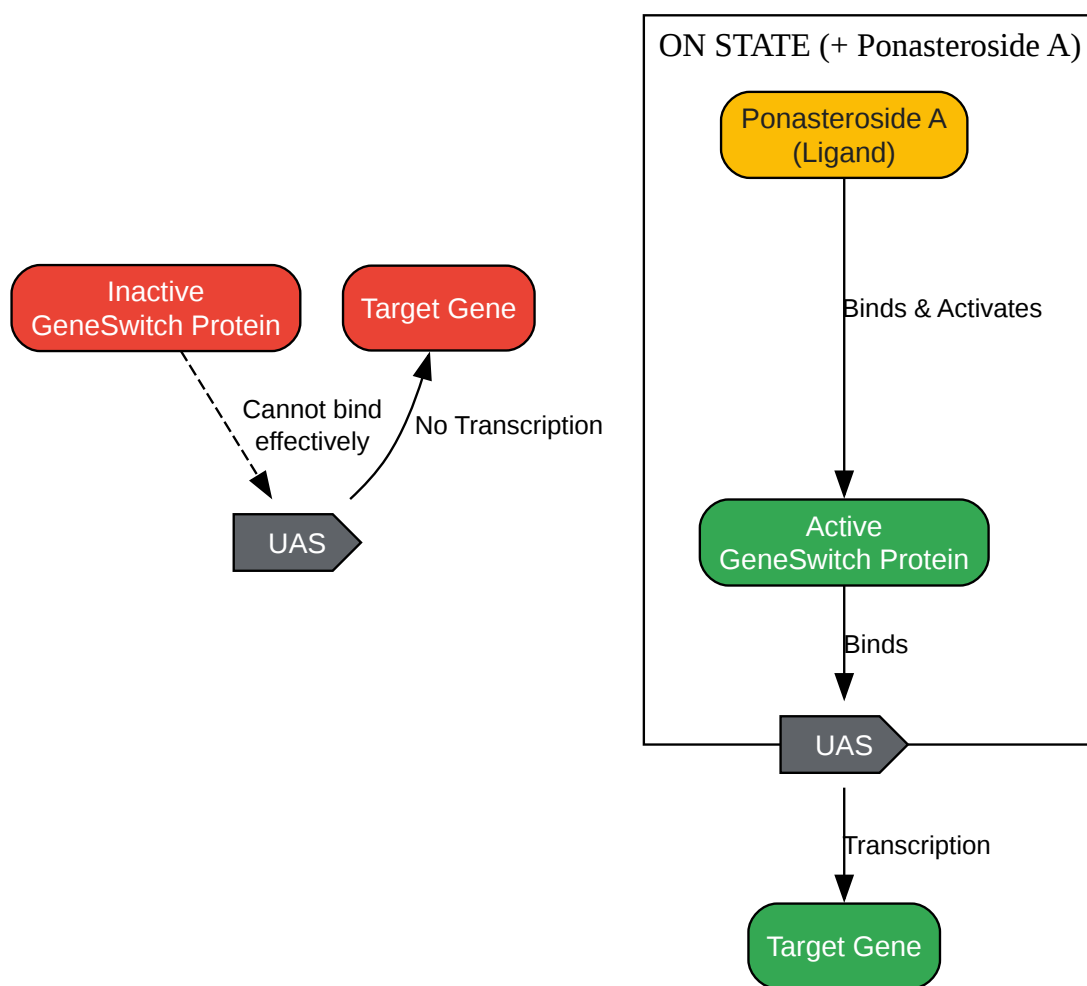 Inactive
GeneSwitch Protein
Target Gene
Cannot bind
effectively
No Transcription
UAS
ON STATE (+ Ponasteroside A)
Ponasteroside A
(Ligand)
Binds & Activates
Active
GeneSwitch Protein
Binds
UAS
Transcription
Target Gene